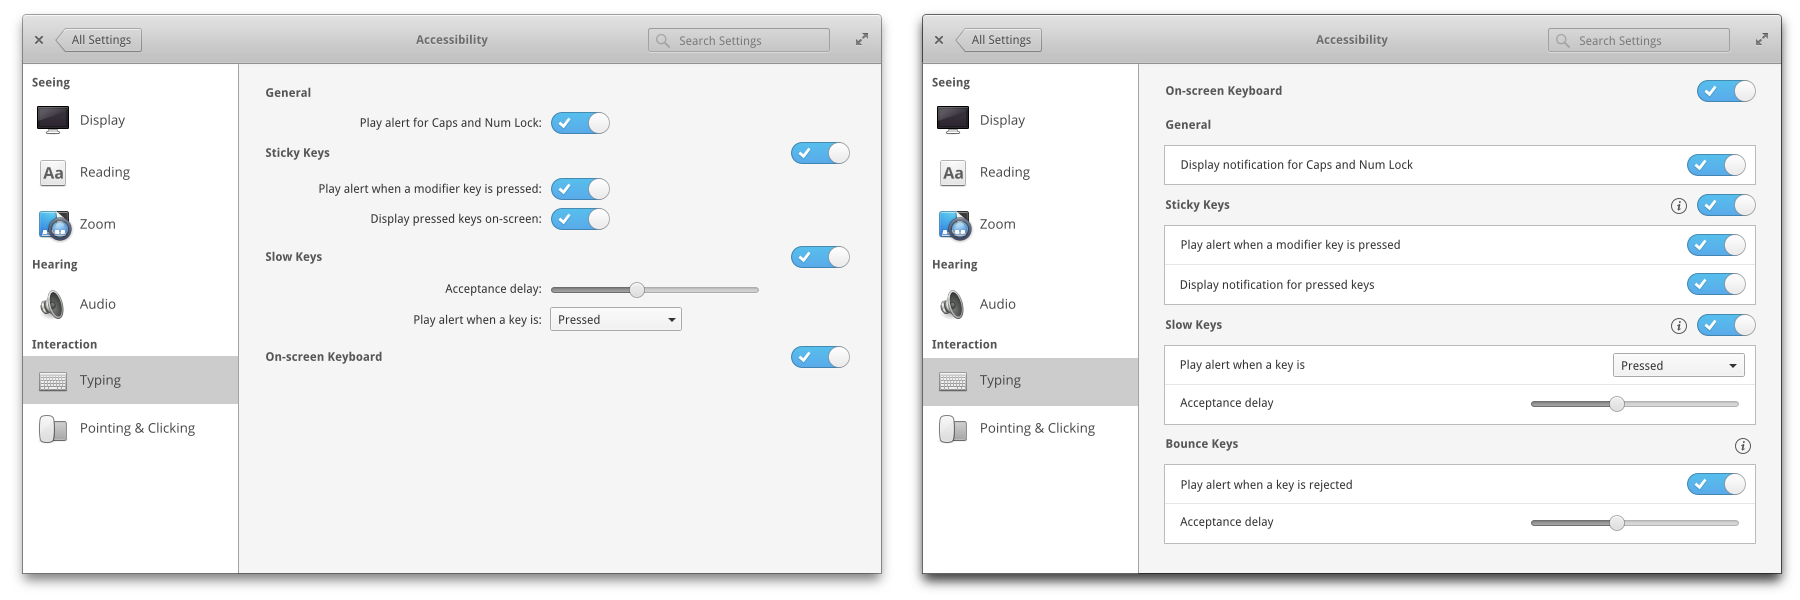 All Settings
Accessibility
Search Settings
Seeing
Display
Aa
Reading
Zoom
Hearing
Audio
Interaction
Typing
Pointing & Clicking
General
Play alert for Caps and Num Lock:
Sticky Keys
Play alert when a modifier key is pressed:
Display pressed keys on-screen:
Slow Keys
Acceptance delay:
Play alert when a key is: Pressed
On-screen Keyboard
All Settings
Accessibility
Search Settings
Seeing
Display
Aa
Reading
Zoom
Hearing
Audio
Interaction
Typing
Pointing & Clicking
On-screen Keyboard
General
Display notification for Caps and Num Lock
Sticky Keys
Play alert when a modifier key is pressed
Display notification for pressed keys
Slow Keys
Play alert when a key is Pressed
Acceptance delay
Bounce Keys
Play alert when a key is rejected
Acceptance delay